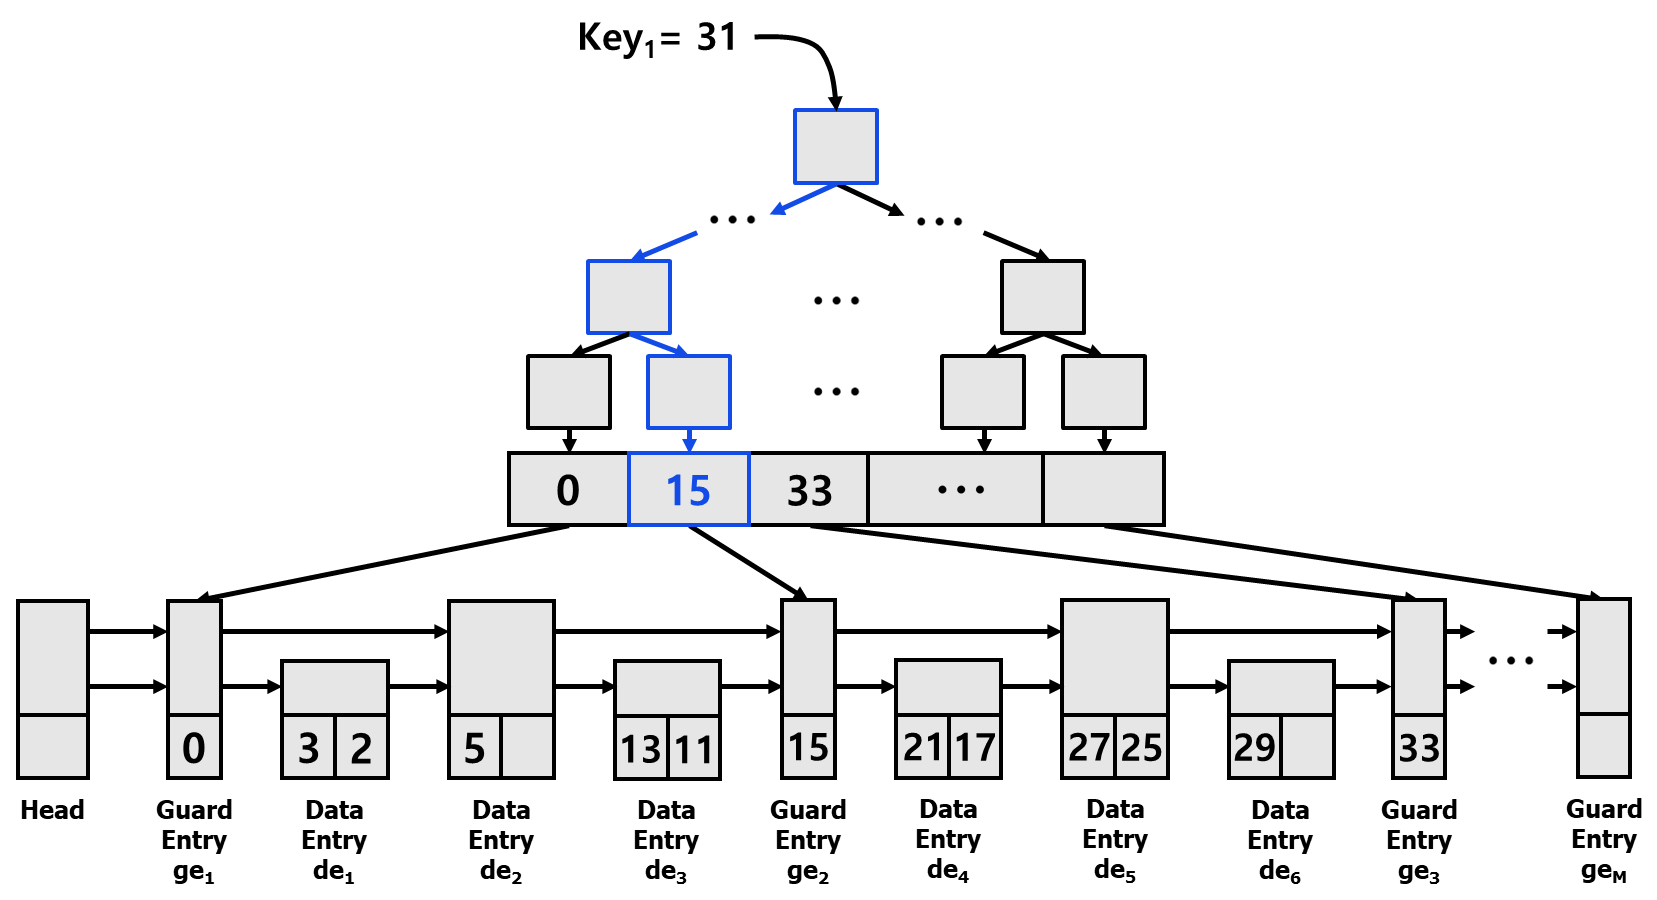 Key₁= 31
... ...
...
...
0 15 33 ...
...
0 3 2 5 13 11 15 21 17 27 25 29 33
Head Guard Entry ge₁ Data Entry de₁ Data Entry de₂ Data Entry de₃ Guard Entry ge₂ Data Entry de₄ Data Entry de₅ Data Entry de₆ Guard Entry ge₃ Guard Entry geM